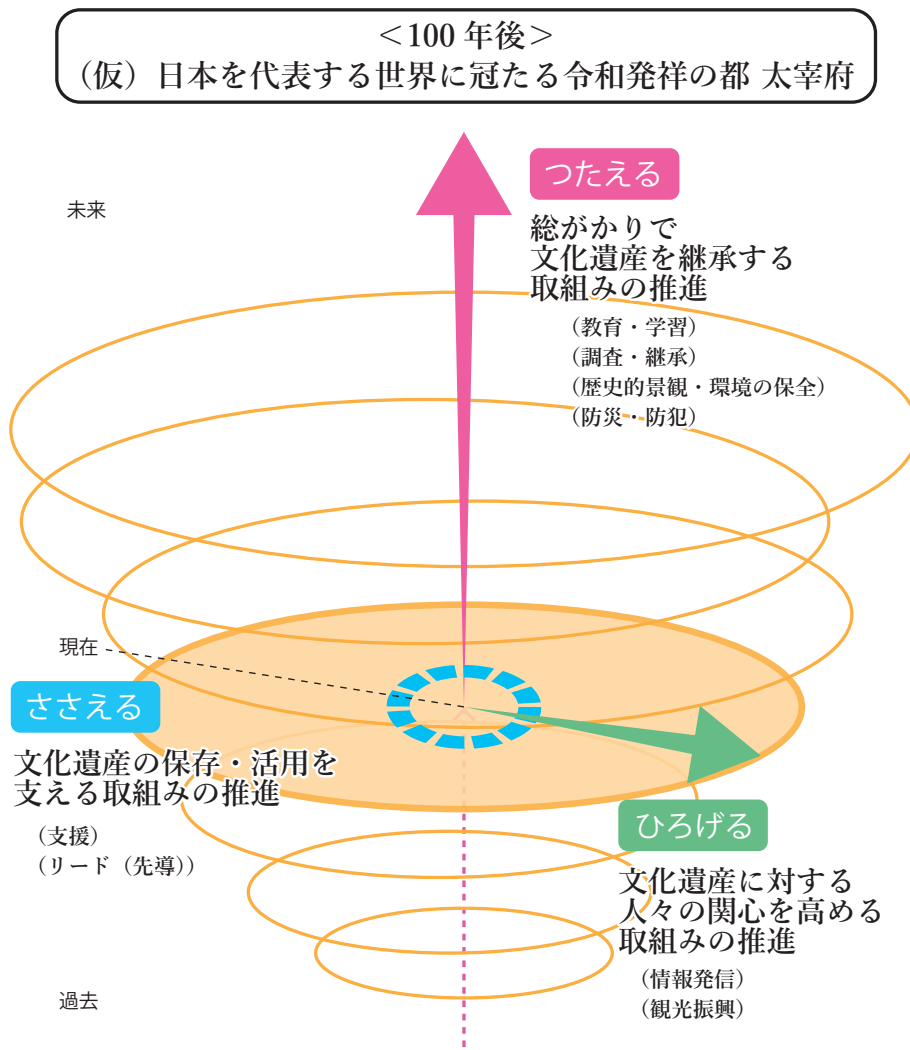 <100 年後>
(仮)日本を代表する世界に冠たる令和発祥の都 太宰府
つたえる
未来
総がかりで
文化遺産を継承する
取組みの推進
(教育・学習)
(調査・継承)
(歴史的景観・環境の保全)
(防災・防犯)
現在
ささえる
文化遺産の保存・活用を
支える取組みの推進
(支援)
(リード(先導))
ひろげる
文化遺産に対する
人々の関心を高める
取組みの推進
(情報発信)
(観光振興)
過去